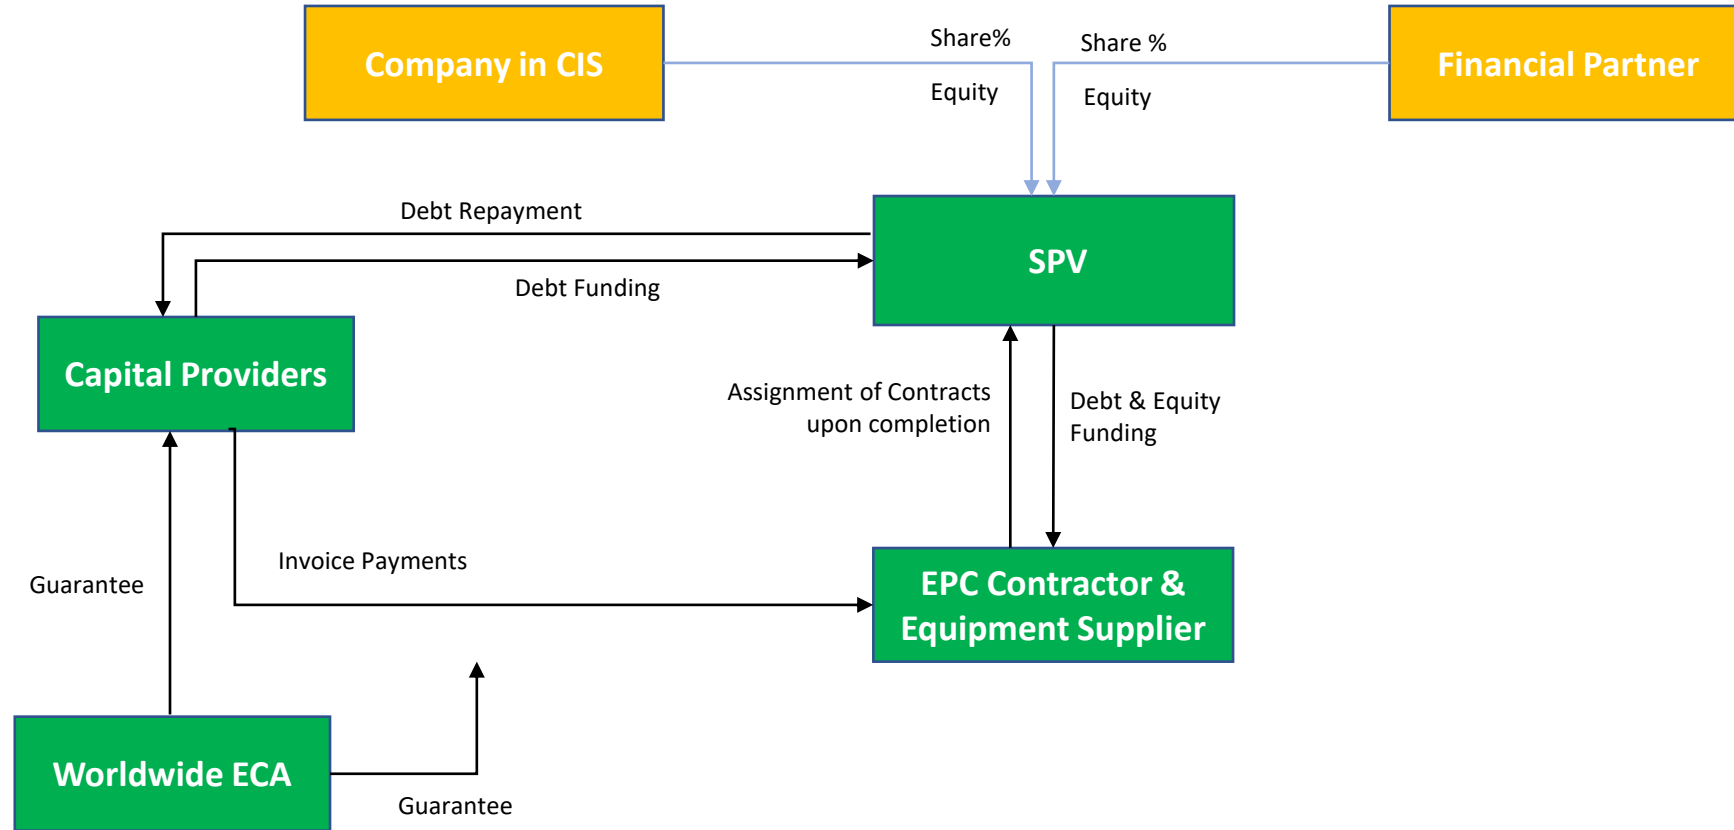 Company in CIS
Share%
Equity
Share %
Equity
Financial Partner
Debt Repayment
SPV
Debt Funding
Capital Providers
Assignment of Contracts
upon completion
Debt & Equity
Funding
Invoice Payments
Guarantee
EPC Contractor &
Equipment Supplier
Worldwide ECA
Guarantee